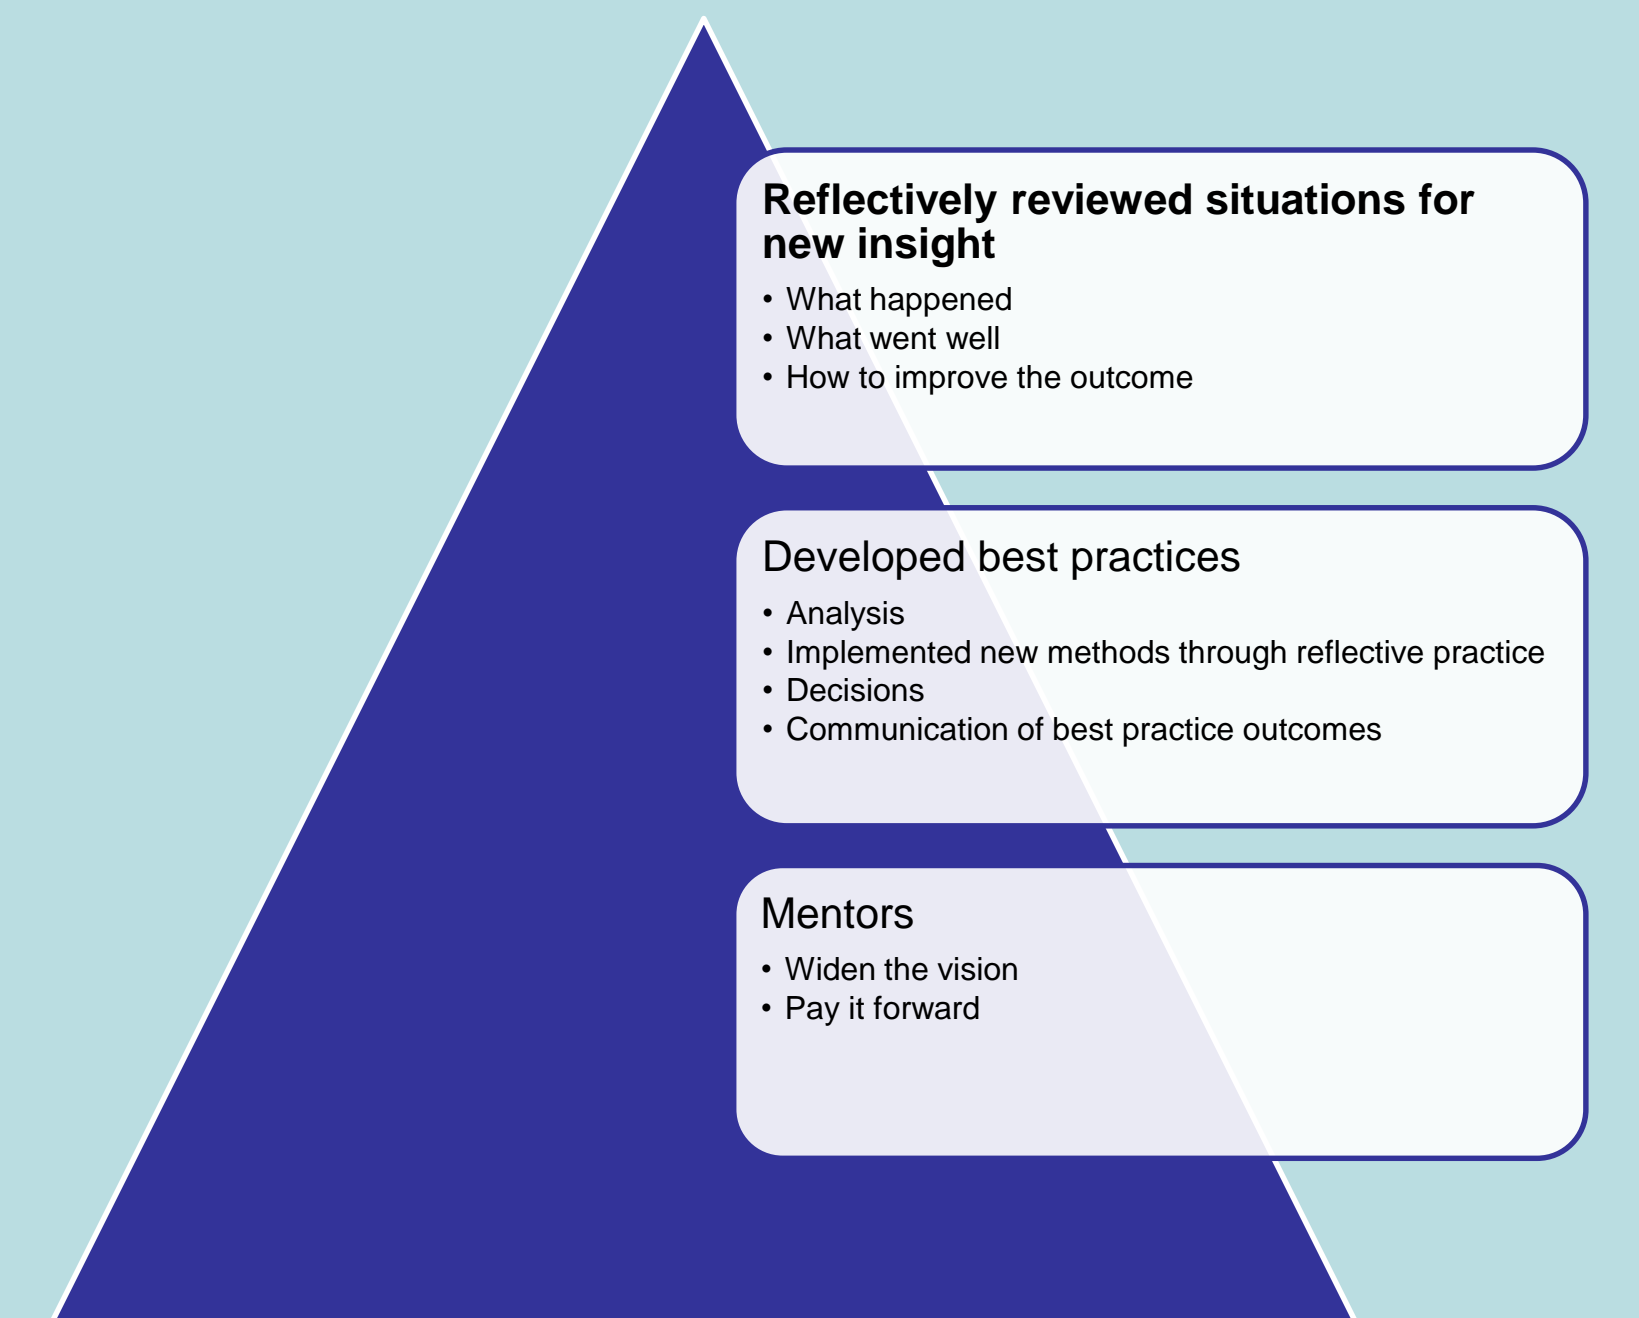 Reflectively reviewed situations for
new insight
• What happened
• What went well
• How to improve the outcome
Developed best practices
• Analysis
• Implemented new methods through reflective practice
• Decisions
• Communication of best practice outcomes
Mentors
• Widen the vision
• Pay it forward